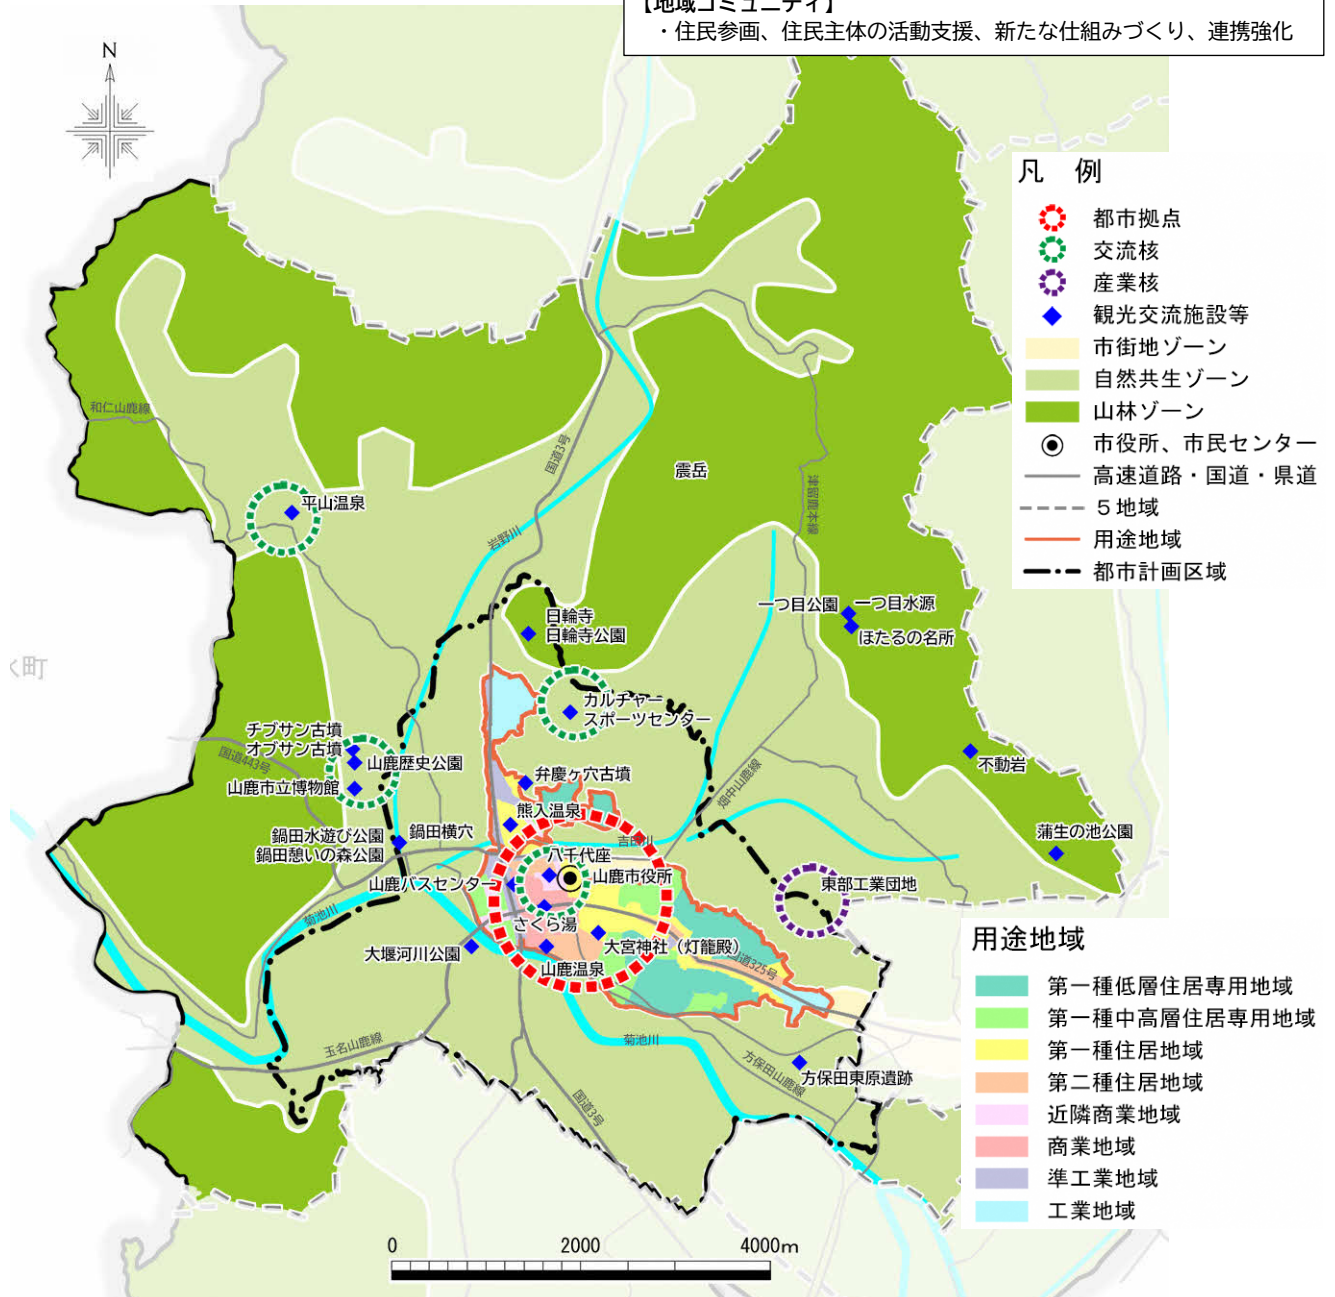 【地域コミュニティ】
・住民参画、住民主体の活動支援、新たな仕組みづくり、連携強化
N
凡　例
都市拠点
交流核
産業核
観光交流施設等
市街地ゾーン
自然共生ゾーン
山林ゾーン
市役所、市民センター
高速道路・国道・県道
５地域
用途地域
都市計画区域
和仁山鹿線
国道3号
震岳
津留鹿本線
平山温泉
岩野川
一つ目公園
一つ目水源
ほたるの名所
日輪寺
日輪寺公園
町
カルチャー
スポーツセンター
チブサン古墳
オブサン古墳
国道443号
山鹿歴史公園
山鹿市立博物館
弁慶ヶ穴古墳
不動岩
畑中山鹿線
熊入温泉
鍋田水遊び公園
鍋田横穴
鍋田憩いの森公園
吉田川
蒲生の池公園
八千代座
山鹿バスセンター
山鹿市役所
東部工業団地
菊池川
さくら湯
大堰河川公園
大宮神社（灯籠殿）
山鹿温泉
国道325号
玉名山鹿線
菊池川
方保田山鹿線
方保田東原遺跡
国道3号
用途地域
第一種低層住居専用地域
第一種中高層住居専用地域
第一種住居地域
第二種住居地域
近隣商業地域
商業地域
準工業地域
工業地域
0
2000
4000m